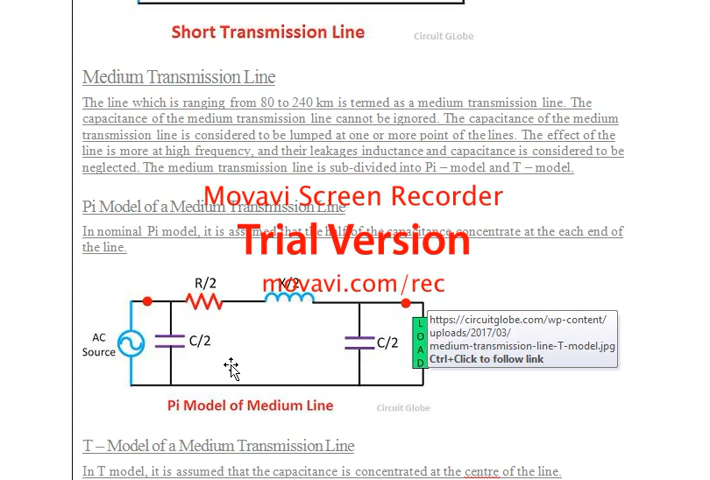 Short Transmission Line
Circuit GLobe
Medium Transmission Line
The line which is ranging from 80 to 240 km is termed as a medium transmission line. The
capacitance of the medium transmission line cannot be ignored. The capacitance of the medium
transmission line is considered to be lumped at one or more point of the lines. The effect of the
line is more at high frequency, and their leakages inductance and capacitance is considered to be
neglected. The medium transmission line is sub-divided into Pi – model and T – model.
Movavi Screen Recorder
Pi Model of a Medium Transmission Line
In nominal Pi model, it is assumed that the half of the capacitance concentrate at the each end of
the line.
Trial Version
movavi.com/rec
R/2
X/2
AC
Source
C/2
C/2
LOAD
https://circuitglobe.com/wp-content/
uploads/2017/03/
medium-transmission-line-T-model.jpg
Ctrl+Click to follow link
Pi Model of Medium Line
Circuit Globe
T – Model of a Medium Transmission Line
In T model, it is assumed that the capacitance is concentrated at the centre of the line.